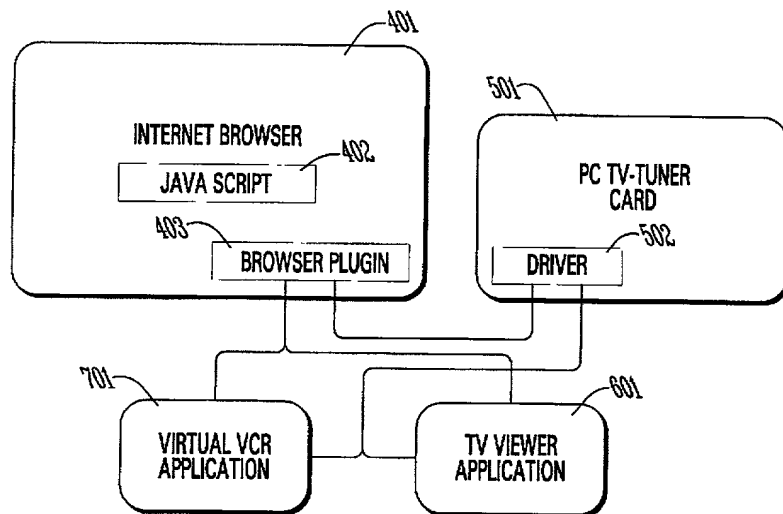 401
INTERNET BROWSER
402
JAVA SCRIPT
403
BROWSER PLUGIN
501
PC TV-TUNER
CARD
502
DRIVER
701
VIRTUAL VCR
APPLICATION
601
TV VIEWER
APPLICATION